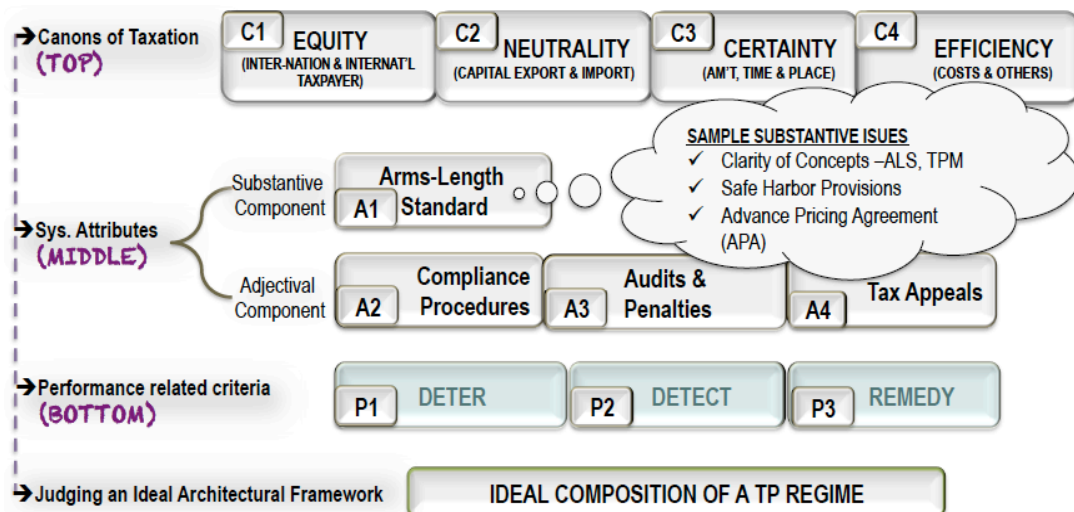 ➔ Canons of Taxation
(TOP)
C1
EQUITY
(INTER-NATION & INTERNAT'L
TAXPAYER)
C2
NEUTRALITY
(CAPITAL EXPORT & IMPORT)
C3
CERTAINTY
(AM'T, TIME & PLACE)
C4
EFFICIENCY
(COSTS & OTHERS)
SAMPLE SUBSTANTIVE ISUES
✓ Clarity of Concepts –ALS, TPM
✓ Safe Harbor Provisions
✓ Advance Pricing Agreement
(APA)
➔ Sys. Attributes
(MIDDLE)
Substantive
Component
A1
Arms-Length
Standard
Adjectival
Component
A2
Compliance
Procedures
A3
Audits &
Penalties
A4
Tax Appeals
➔ Performance related criteria
(BOTTOM)
P1
DETER
P2
DETECT
P3
REMEDY
➔ Judging an Ideal Architectural Framework
IDEAL COMPOSITION OF A TP REGIME